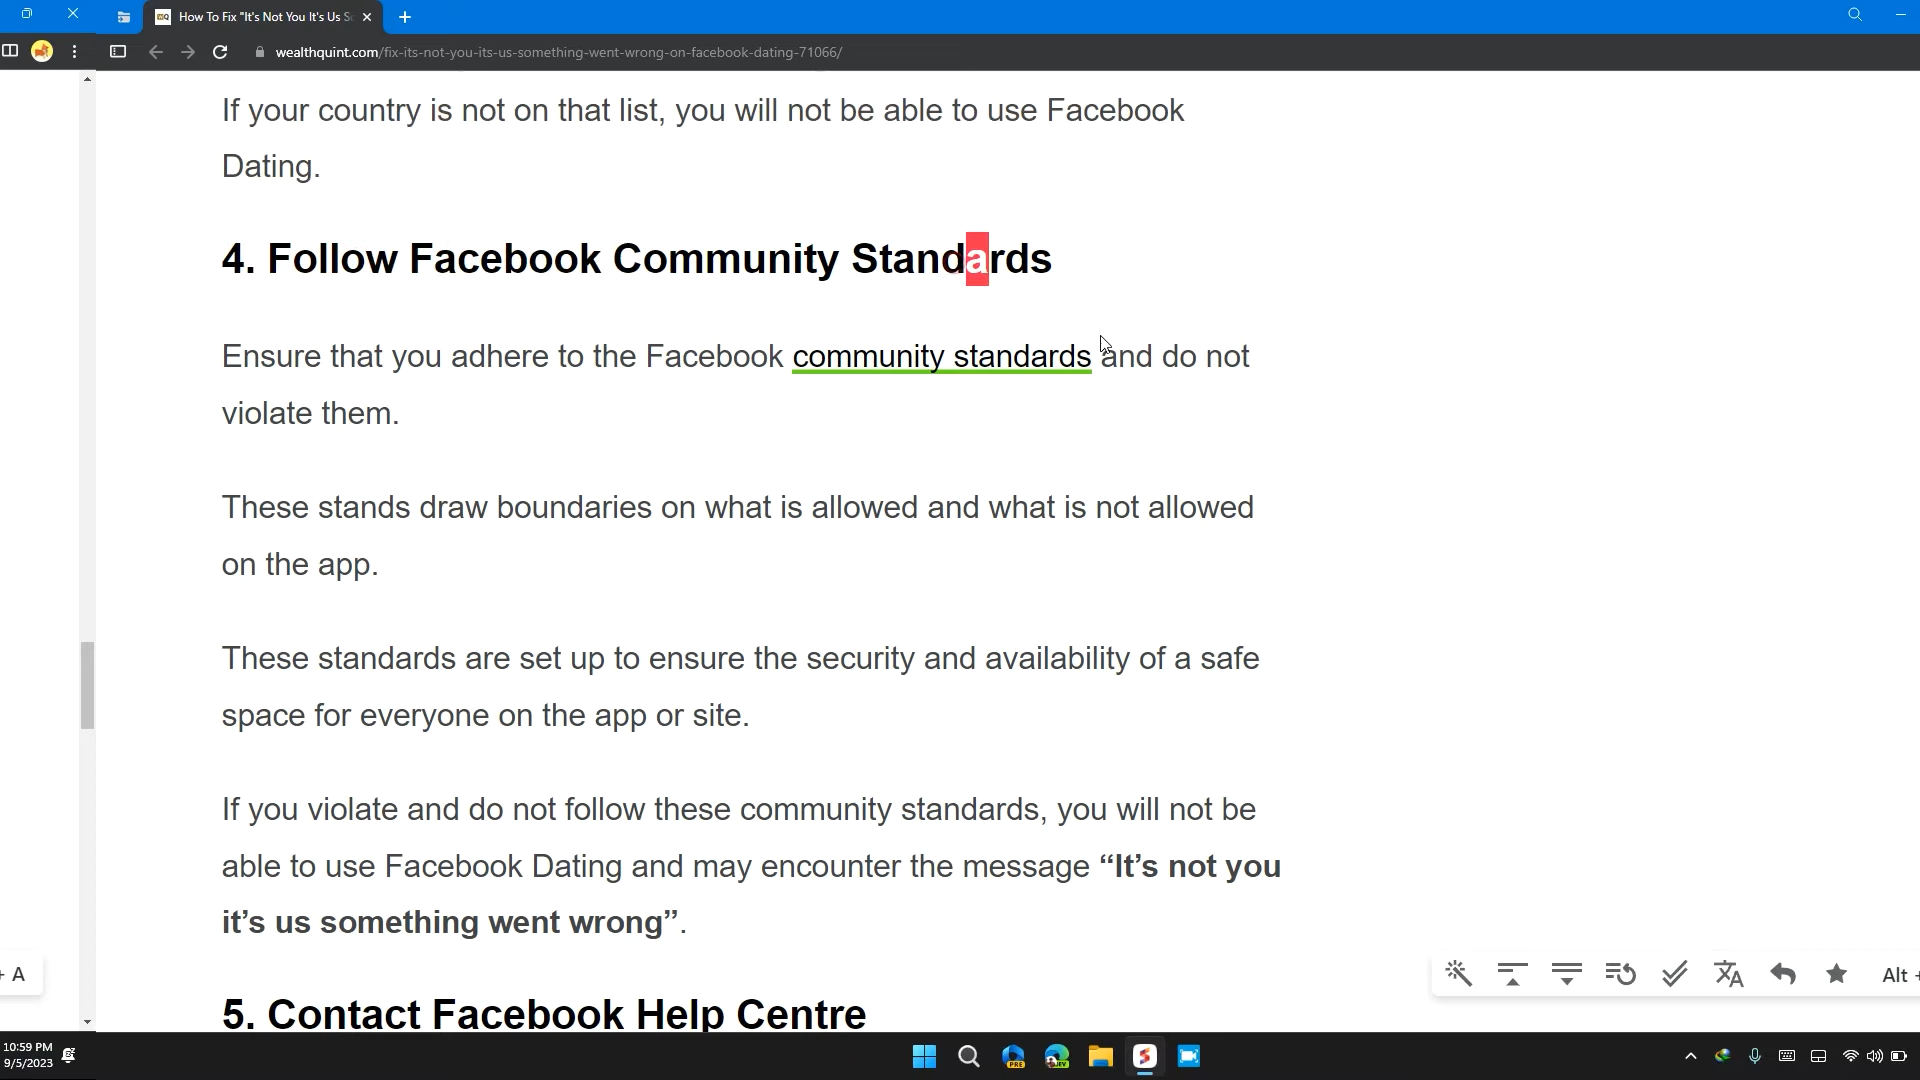 How To Fix "It's Not You It's Us
wealthquint.com/fix-its-not-you-its-us-something-went-wrong-on-facebook-dating-71066/
If your country is not on that list, you will not be able to use Facebook
Dating.
4. Follow Facebook Community Standards
Ensure that you adhere to the Facebook community standards and do not
violate them.
These stands draw boundaries on what is allowed and what is not allowed
on the app.
These standards are set up to ensure the security and availability of a safe
space for everyone on the app or site.
If you violate and do not follow these community standards, you will not be
able to use Facebook Dating and may encounter the message “It’s not you
it’s us something went wrong”.
+ A
Alt +
5. Contact Facebook Help Centre
10:59 PM
9/5/2023
PRE